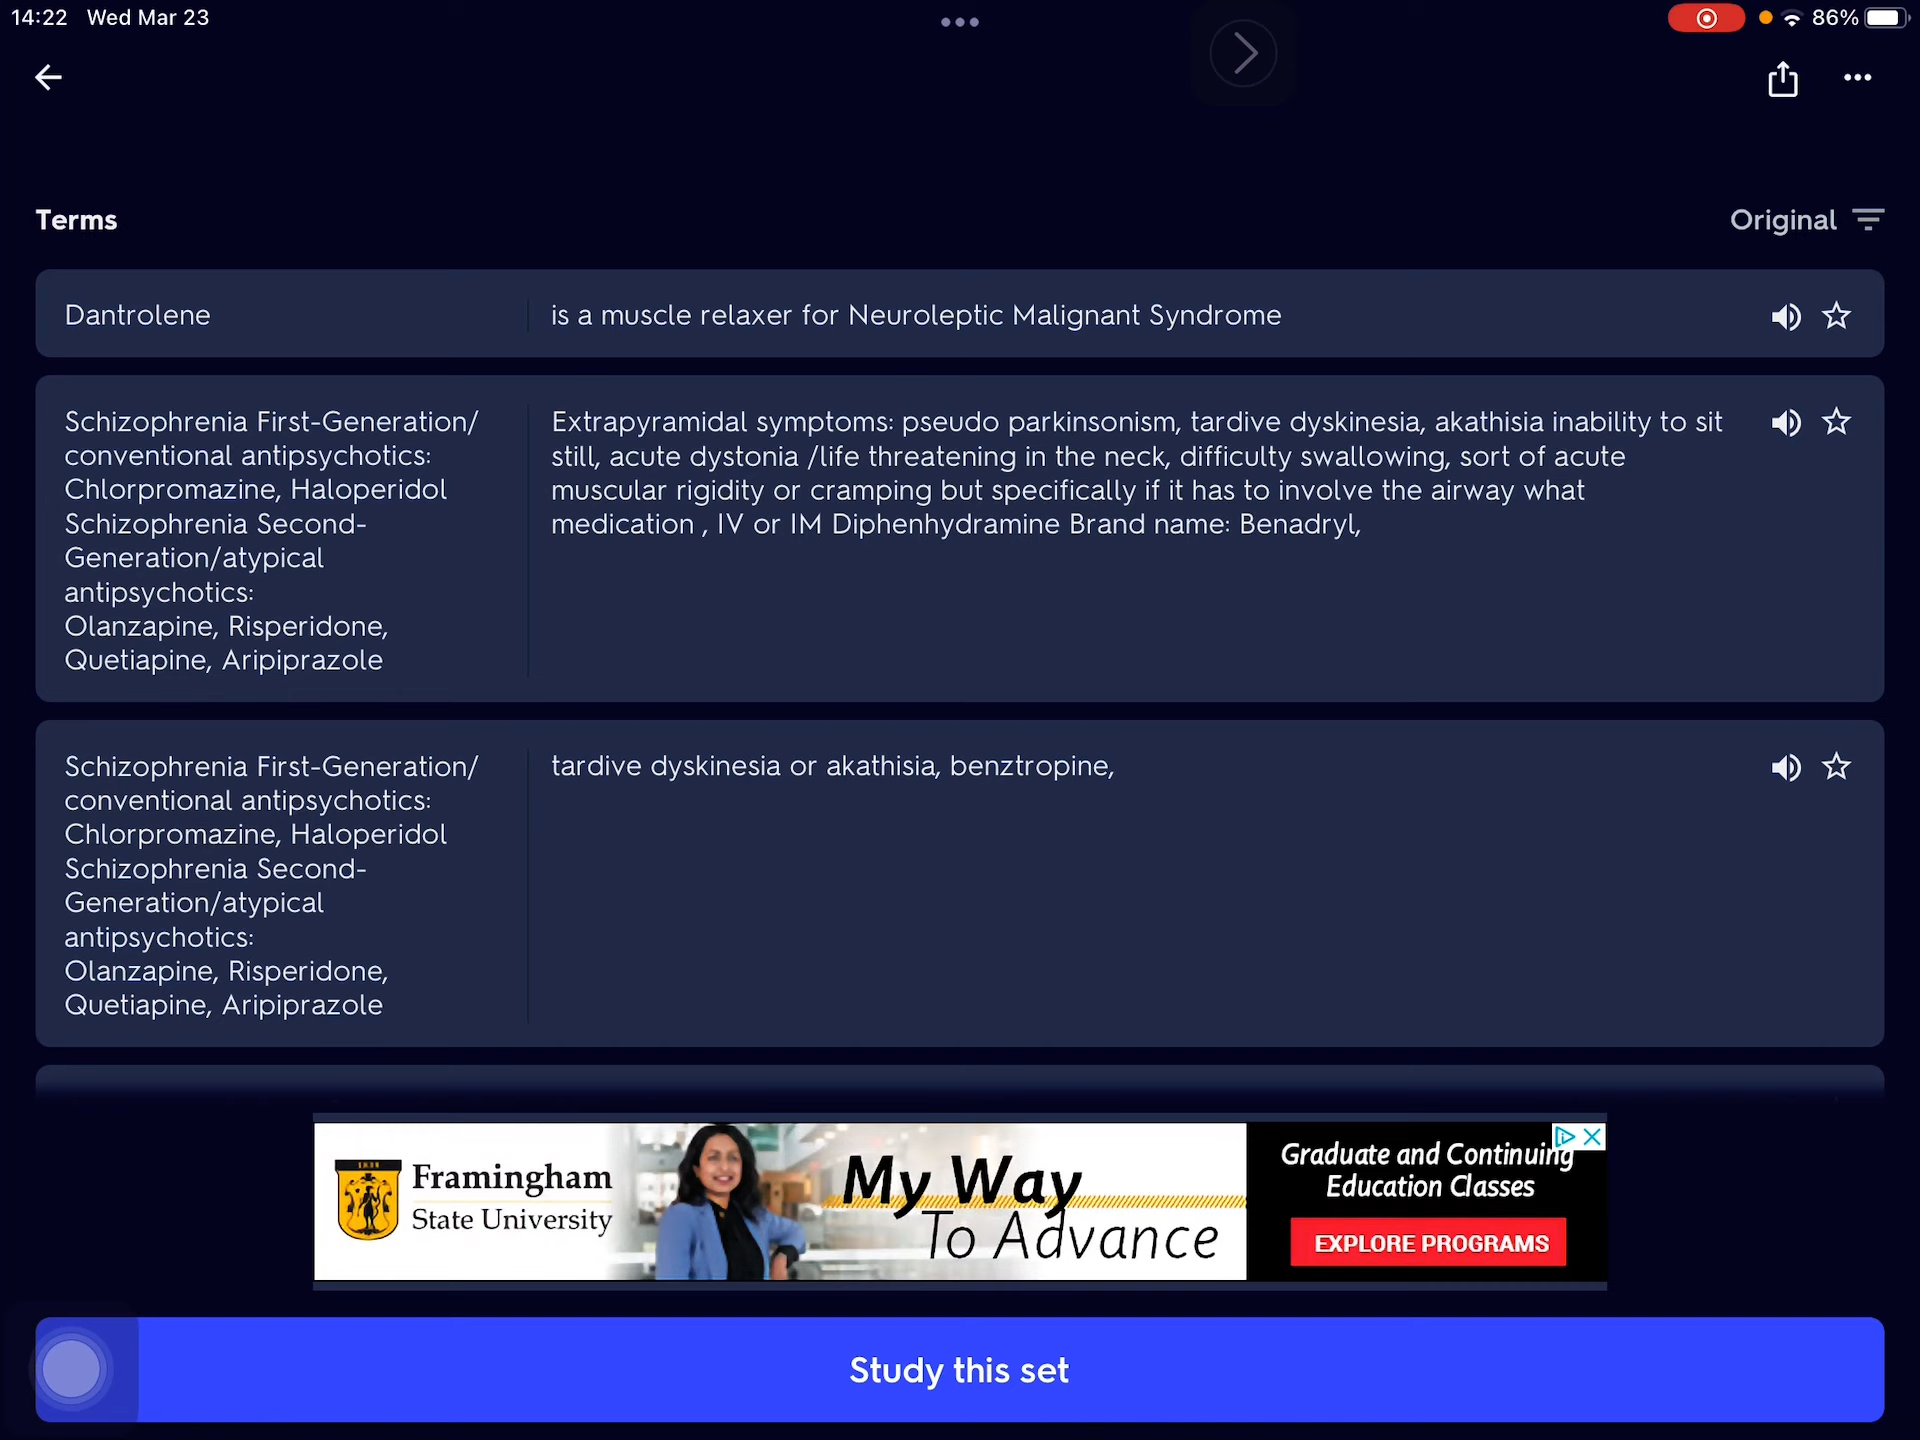 14:22 Wed Mar 23
86%
Terms
Original
Dantrolene
is a muscle relaxer for Neuroleptic Malignant Syndrome
Schizophrenia First-Generation/
conventional antipsychotics:
Chlorpromazine, Haloperidol
Schizophrenia Second-
Generation/atypical
antipsychotics:
Olanzapine, Risperidone,
Quetiapine, Aripiprazole
Extrapyramidal symptoms: pseudo parkinsonism, tardive dyskinesia, akathisia inability to sit
still, acute dystonia /life threatening in the neck, difficulty swallowing, sort of acute
muscular rigidity or cramping but specifically if it has to involve the airway what
medication , IV or IM Diphenhydramine Brand name: Benadryl,
Schizophrenia First-Generation/
conventional antipsychotics:
Chlorpromazine, Haloperidol
Schizophrenia Second-
Generation/atypical
antipsychotics:
Olanzapine, Risperidone,
Quetiapine, Aripiprazole
tardive dyskinesia or akathisia, benztropine,
Framingham
State University
My Way
To Advance
Graduate and Continuing
Education Classes
EXPLORE PROGRAMS
Study this set